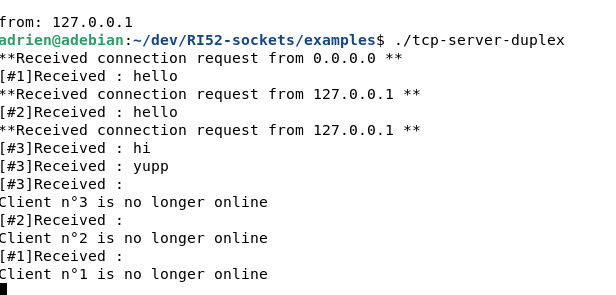 from: 127.0.0.1
adrien@adebian:~/dev/RI52-sockets/examples$ ./tcp-server-duplex
**Received connection request from 0.0.0.0 **
[#1]Received : hello
**Received connection request from 127.0.0.1 **
[#2]Received : hello
**Received connection request from 127.0.0.1 **
[#3]Received : hi
[#3]Received : yupp
[#3]Received :
Client n°3 is no longer online
[#2]Received :
Client n°2 is no longer online
[#1]Received :
Client n°1 is no longer online